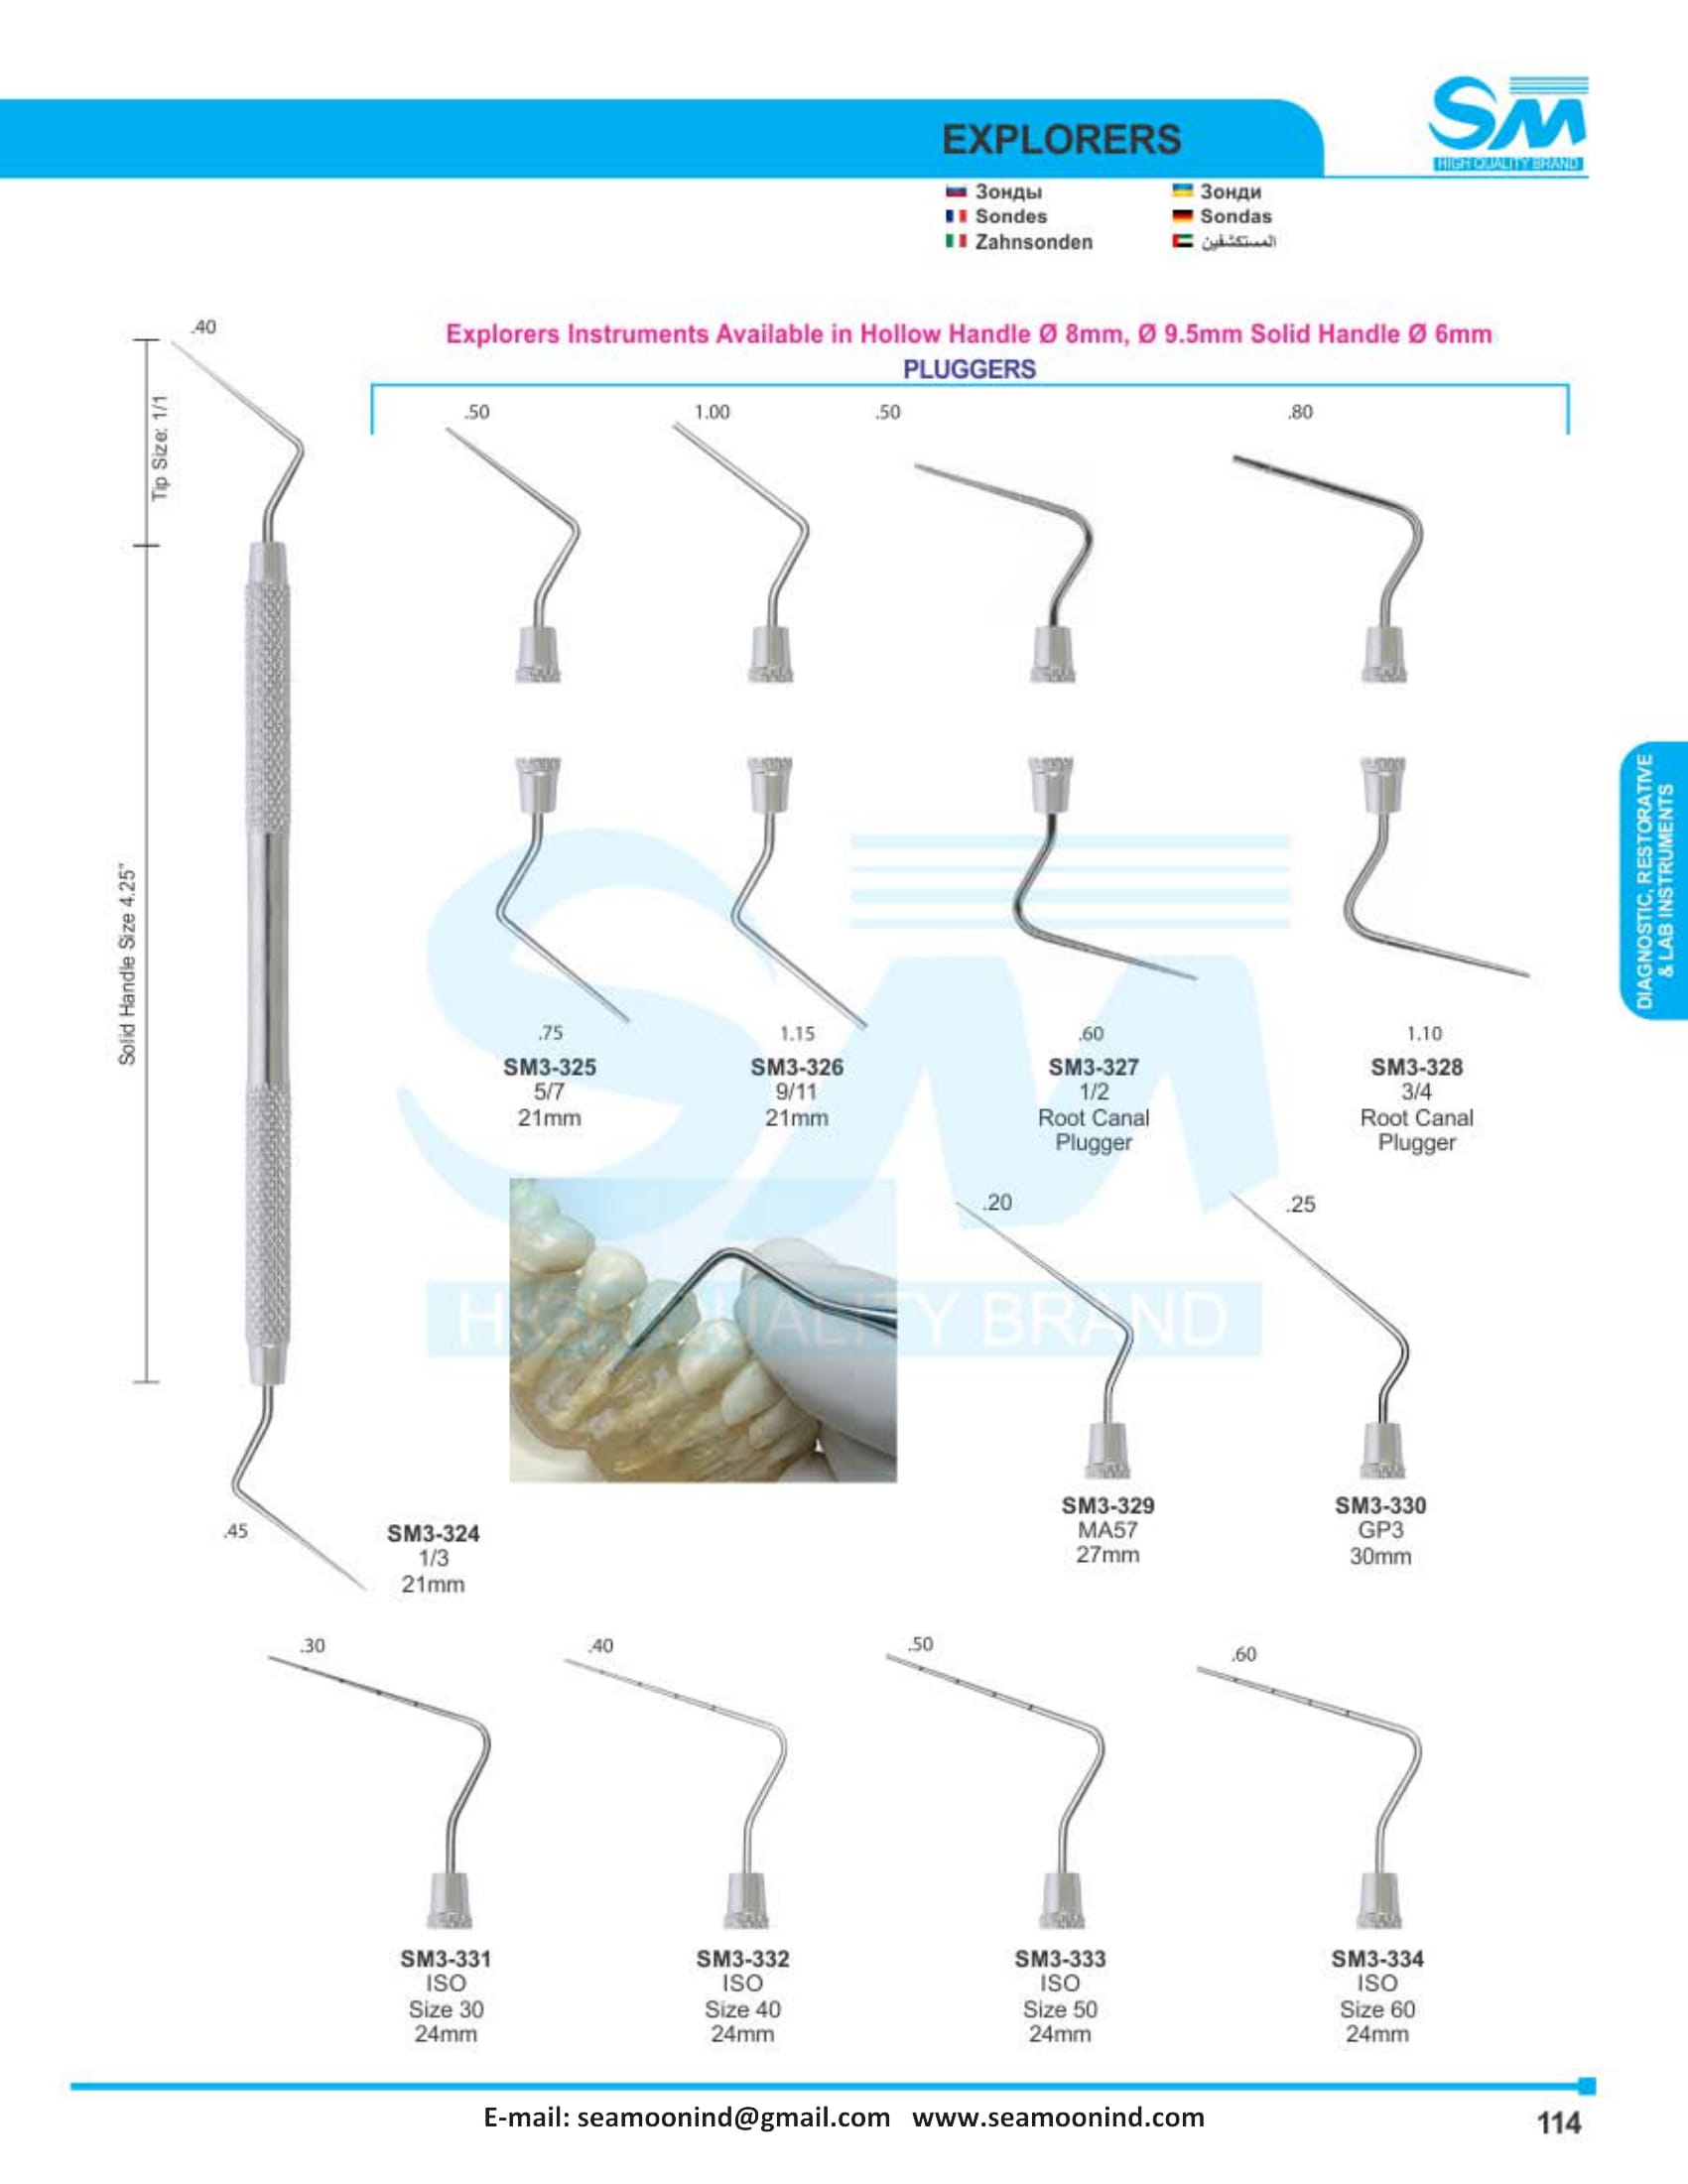 SM
HIGH QUALITY BRAND
EXPLORERS
Зонды
Зонди
Sondes
Sondas
Zahnsonden
المستكشفين
Explorers Instruments Available in Hollow Handle Ø 8mm, Ø 9.5mm Solid Handle Ø 6mm
PLUGGERS
.40
Tip Size: 1/1
Solid Handle Size 4.25"
.50
1.00
.50
.80
.75
SM3-325
5/7
21mm
1.15
SM3-326
9/11
21mm
.60
SM3-327
1/2
Root Canal
Plugger
1.10
SM3-328
3/4
Root Canal
Plugger
DIAGNOSTIC, RESTORATIVE
& LAB INSTRUMENTS
SM
HIGH QUALITY BRAND
.20
SM3-329
MA57
27mm
.25
SM3-330
GP3
30mm
.45
SM3-324
1/3
21mm
.30
SM3-331
ISO
Size 30
24mm
.40
SM3-332
ISO
Size 40
24mm
.50
SM3-333
ISO
Size 50
24mm
.60
SM3-334
ISO
Size 60
24mm
E-mail: seamoonind@gmail.com www.seamoonind.com
114